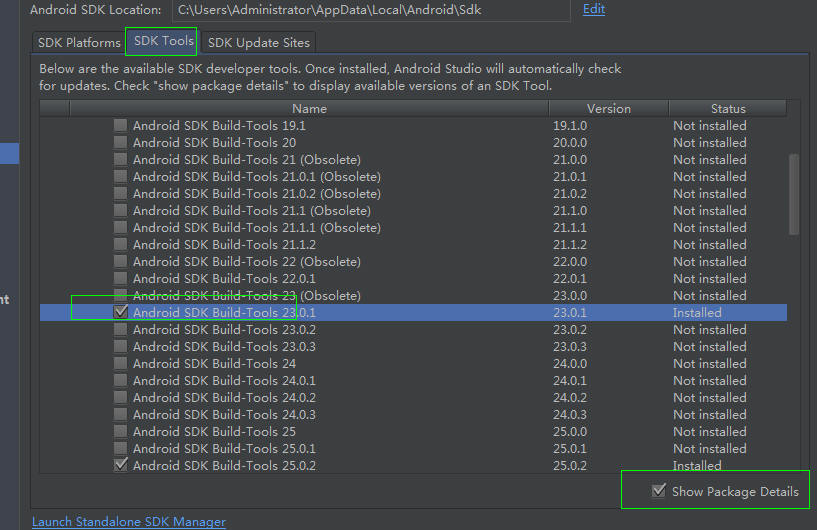 Android SDK Location: C:\Users\Administrator\AppData\Local\Android\Sdk Edit
SDK Platforms SDK Tools SDK Update Sites
Below are the available SDK developer tools. Once installed, Android Studio will automatically check
for updates. Check "show package details" to display available versions of an SDK Tool.
Name Version Status
Android SDK Build-Tools 19.1 19.1.0 Not installed
Android SDK Build-Tools 20 20.0.0 Not installed
Android SDK Build-Tools 21 (Obsolete) 21.0.0 Not installed
Android SDK Build-Tools 21.0.1 (Obsolete) 21.0.1 Not installed
Android SDK Build-Tools 21.0.2 (Obsolete) 21.0.2 Not installed
Android SDK Build-Tools 21.1 (Obsolete) 21.1.0 Not installed
Android SDK Build-Tools 21.1.1 (Obsolete) 21.1.1 Not installed
Android SDK Build-Tools 21.1.2 21.1.2 Not installed
Android SDK Build-Tools 22 (Obsolete) 22.0.0 Not installed
Android SDK Build-Tools 22.0.1 22.0.1 Not installed
Android SDK Build-Tools 23 (Obsolete) 23.0.0 Not installed
nt
Android SDK Build-Tools 23.0.1 23.0.1 Installed
Android SDK Build-Tools 23.0.2 23.0.2 Not installed
Android SDK Build-Tools 23.0.3 23.0.3 Not installed
Android SDK Build-Tools 24 24.0.0 Not installed
Android SDK Build-Tools 24.0.1 24.0.1 Not installed
Android SDK Build-Tools 24.0.2 24.0.2 Not installed
Android SDK Build-Tools 24.0.3 24.0.3 Not installed
Android SDK Build-Tools 25 25.0.0 Not installed
Android SDK Build-Tools 25.0.1 25.0.1 Not installed
Android SDK Build-Tools 25.0.2 25.0.2 Installed
Show Package Details
Launch Standalone SDK Manager